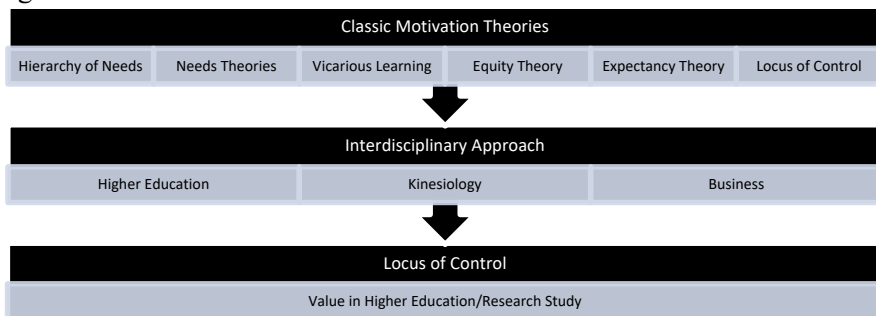 Classic Motivation Theories
Hierarchy of Needs Needs Theories Vicarious Learning Equity Theory Expectancy Theory Locus of Control
Interdisciplinary Approach
Higher Education Kinesiology Business
Locus of Control
Value in Higher Education/Research Study